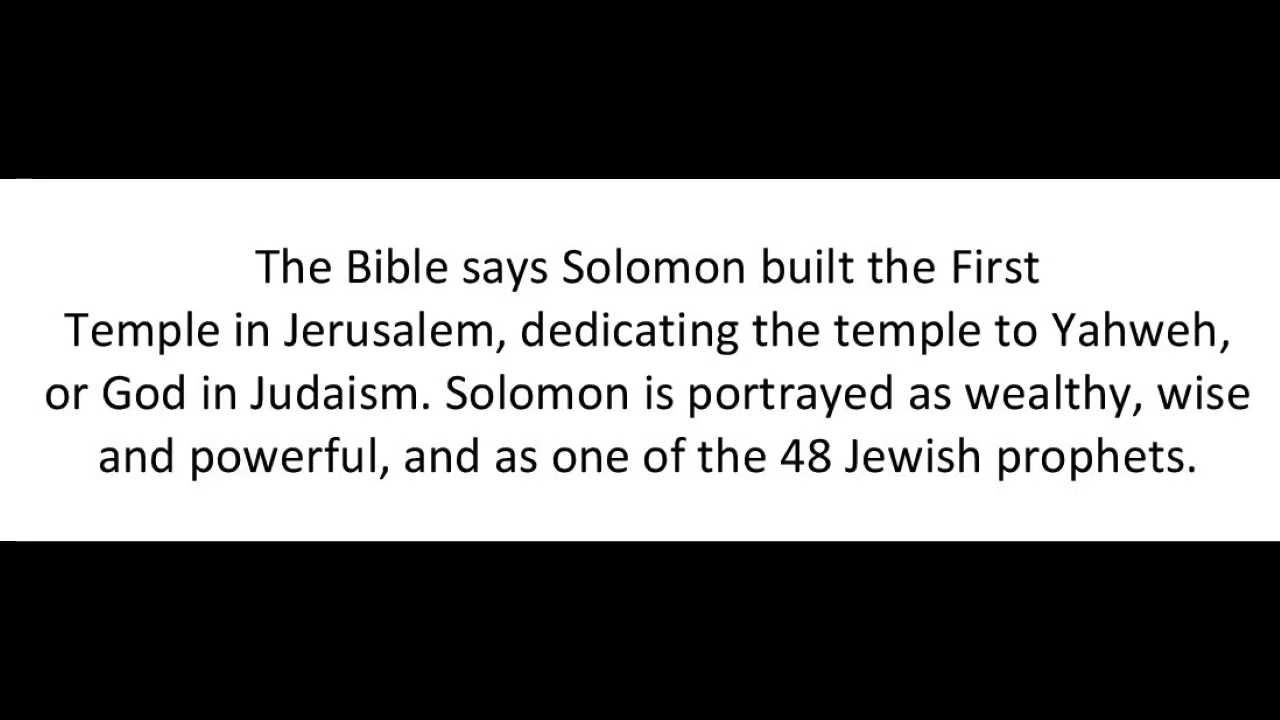 The Bible says Solomon built the First
Temple in Jerusalem, dedicating the temple to Yahweh,
or God in Judaism. Solomon is portrayed as wealthy, wise
and powerful, and as one of the 48 Jewish prophets.